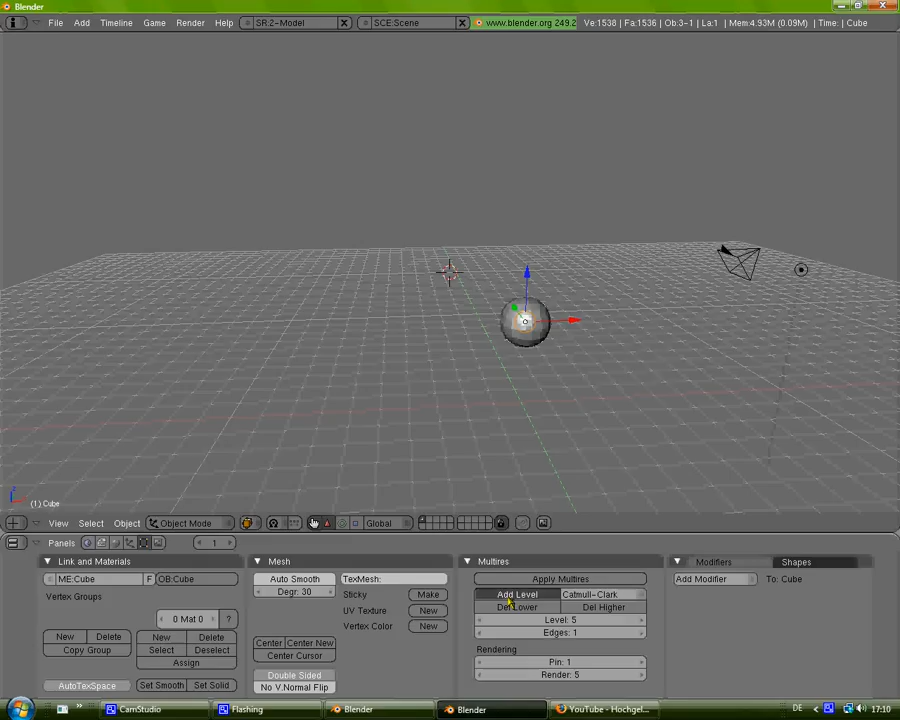 Blender
File Add Timeline Game Render Help SR:2-Model SCE:Scene www.blender.org 249.2 Ve:1538 | Fa:1536 | Ob:3-1 | La:1 | Mem:4.93M (0.09M) | Time: | Cube
(1) Cube
View Select Object Object Mode Global
Panels 1
Link and Materials Mesh Multires Modifiers Shapes
ME:Cube F OB:Cube Auto Smooth TexMesh: Apply Multires Add Modifier To: Cube
Vertex Groups Degr: 30 Sticky Make Add Level Catmull-Clark
Del Lower Del Higher
0 Mat 0 ? UV Texture New Level: 5
Vertex Color New Edges: 1
New Delete New Delete Center Center New
Copy Group Select Deselect Center Cursor Rendering
Assign Pin: 1
AutoTexSpace Set Smooth Set Solid Double Sided Render: 5
No V.Normal Flip
CamStudio Flashing Blender Blender YouTube - Hochgel... DE 17:10